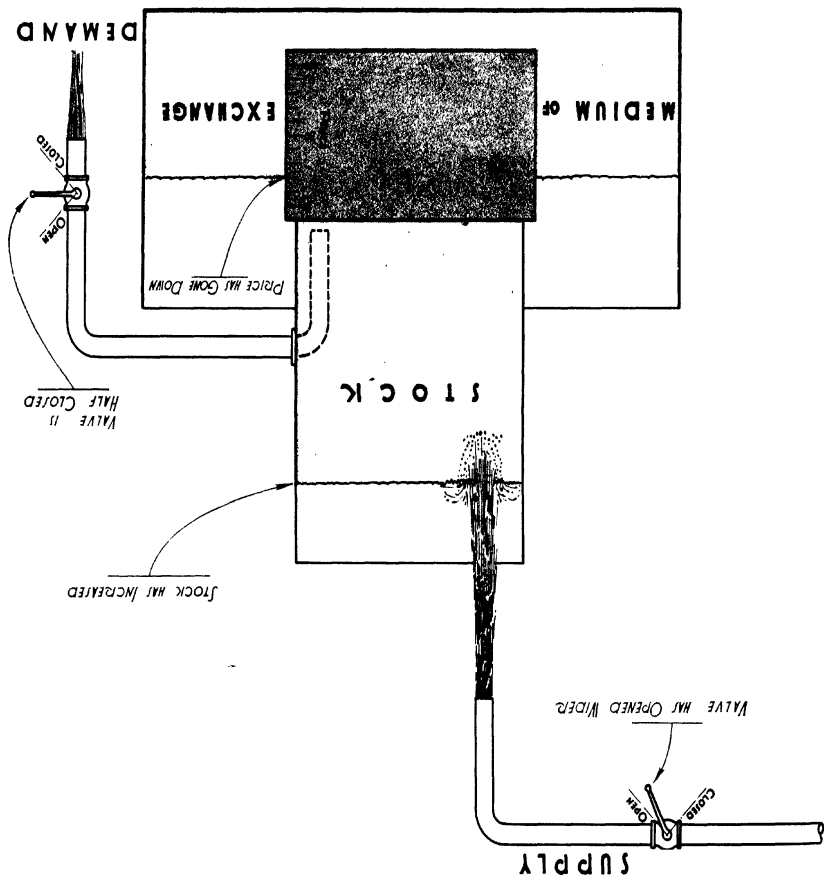 SUPPLY
CLOSED
OPEN
VALVE HAS OPENED WIDER
STOCK HAS INCREASED
STOCK
VALVE IS
HALF CLOSED
PRICE HAS GONE DOWN
OPEN
CLOSED
MEDIUM OF EXCHANGE
DEMAND